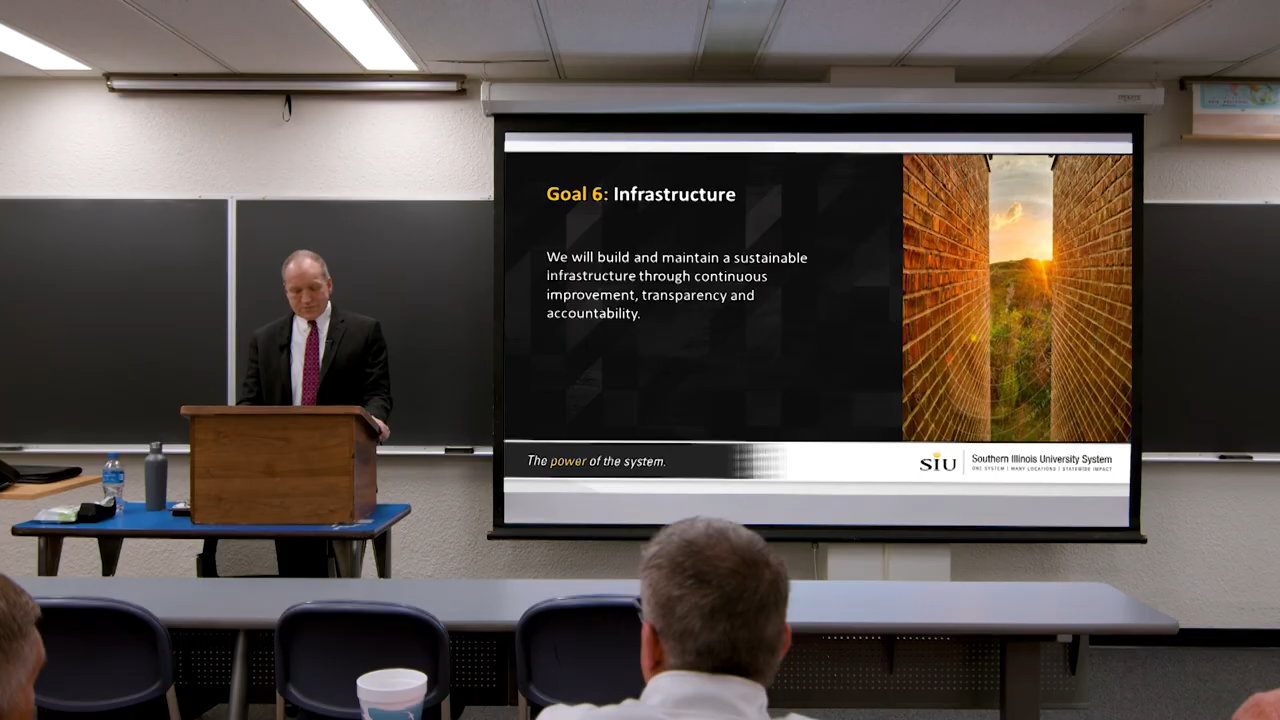 Goal 6: Infrastructure
We will build and maintain a sustainable
infrastructure through continuous
improvement, transparency and
accountability.
The power of the system.
SIU
Southern Illinois University System
ONE SYSTEM | MANY LOCATIONS | STATEWIDE IMPACT